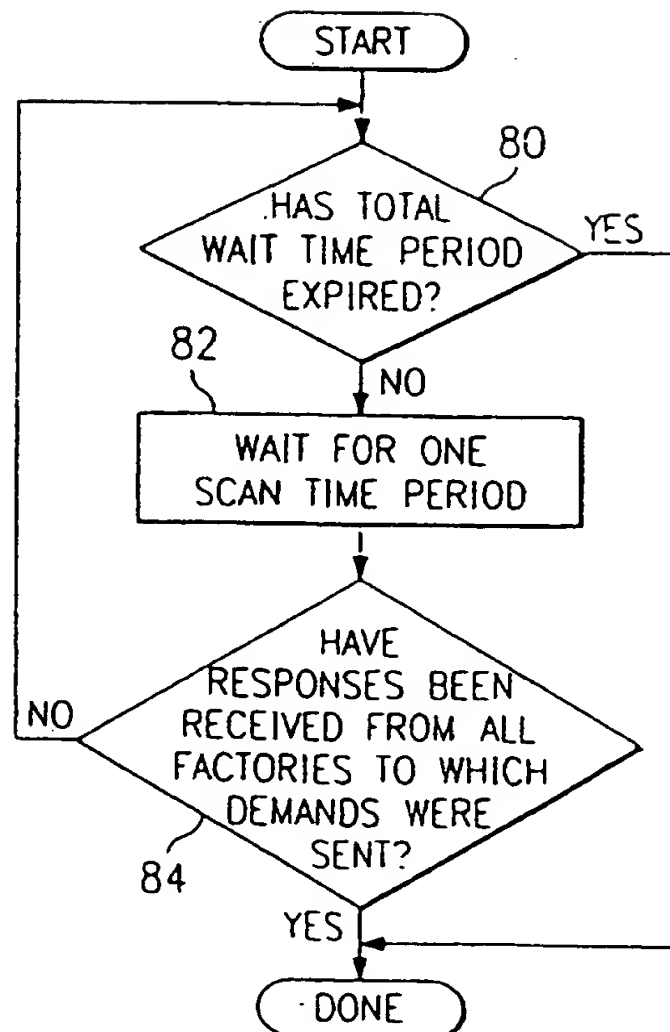 START
80
HAS TOTAL
WAIT TIME PERIOD
EXPIRED?
YES
82
NO
WAIT FOR ONE
SCAN TIME PERIOD
HAVE
RESPONSES BEEN
RECEIVED FROM ALL
FACTORIES TO WHICH
DEMANDS WERE
SENT?
NO
84
YES
DONE